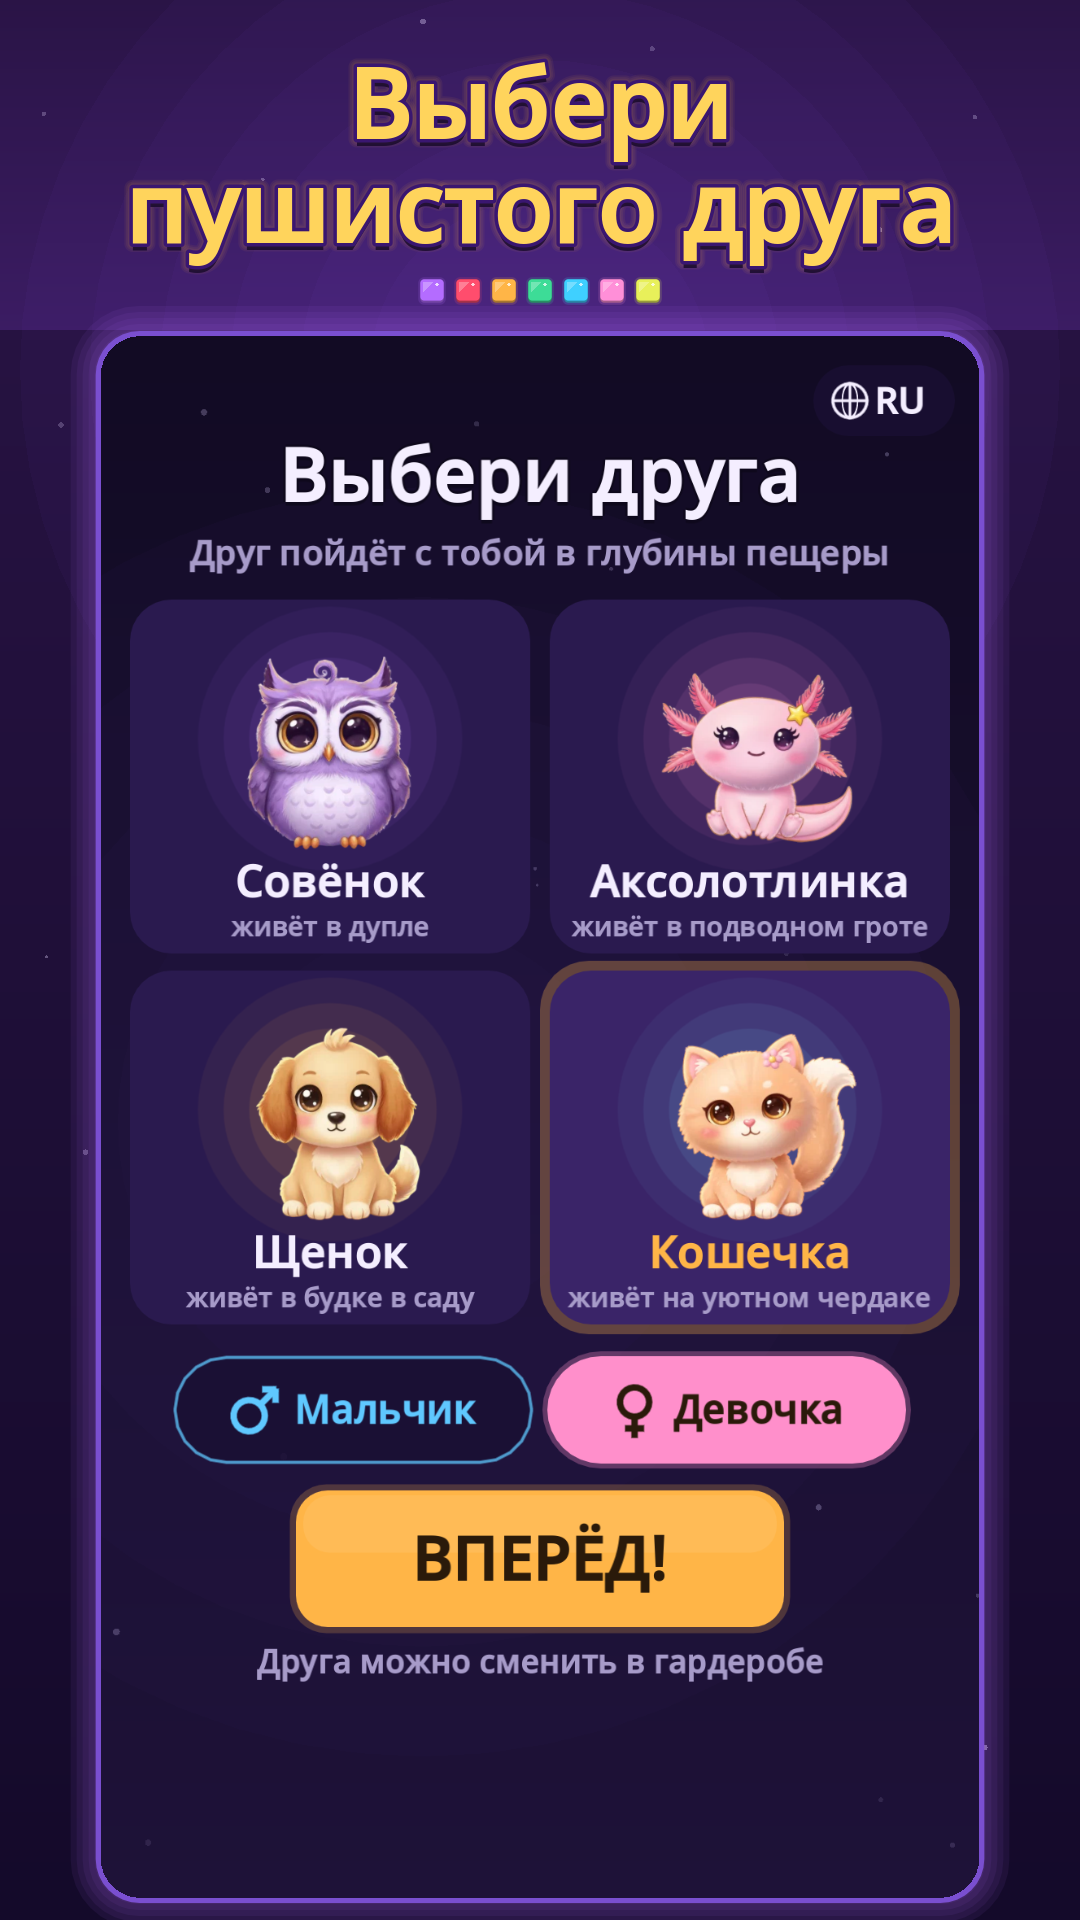 Выбери
пушистого друга
RU
Выбери друга
Друг пойдёт с тобой в глубины пещеры
Совёнок
живёт в дупле
Аксолотлинка
живёт в подводном гроте
Щенок
живёт в будке в саду
Кошечка
живёт на уютном чердаке
Мальчик
Девочка
ВПЕРЁД!
Друга можно сменить в гардеробе